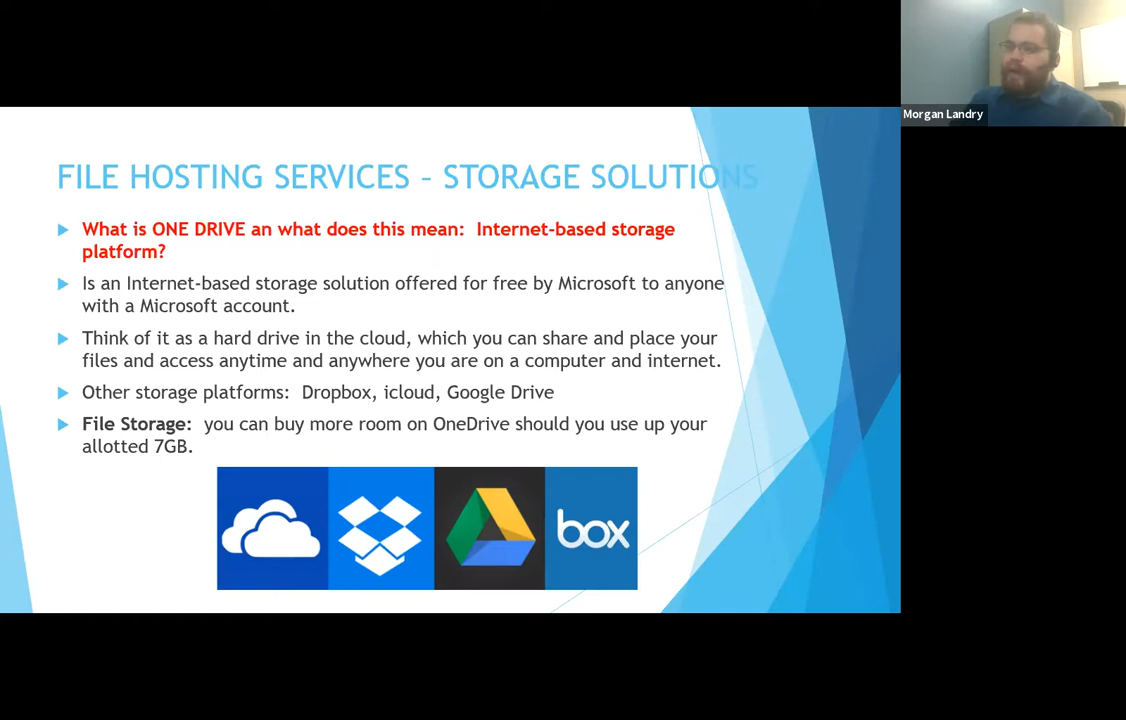 Morgan Landry
FILE HOSTING SERVICES – STORAGE SOLUTIONS
What is ONE DRIVE an what does this mean: Internet-based storage
platform?
Is an Internet-based storage solution offered for free by Microsoft to anyone
with a Microsoft account.
Think of it as a hard drive in the cloud, which you can share and place your
files and access anytime and anywhere you are on a computer and internet.
Other storage platforms: Dropbox, icloud, Google Drive
File Storage: you can buy more room on OneDrive should you use up your
allotted 7GB.
box